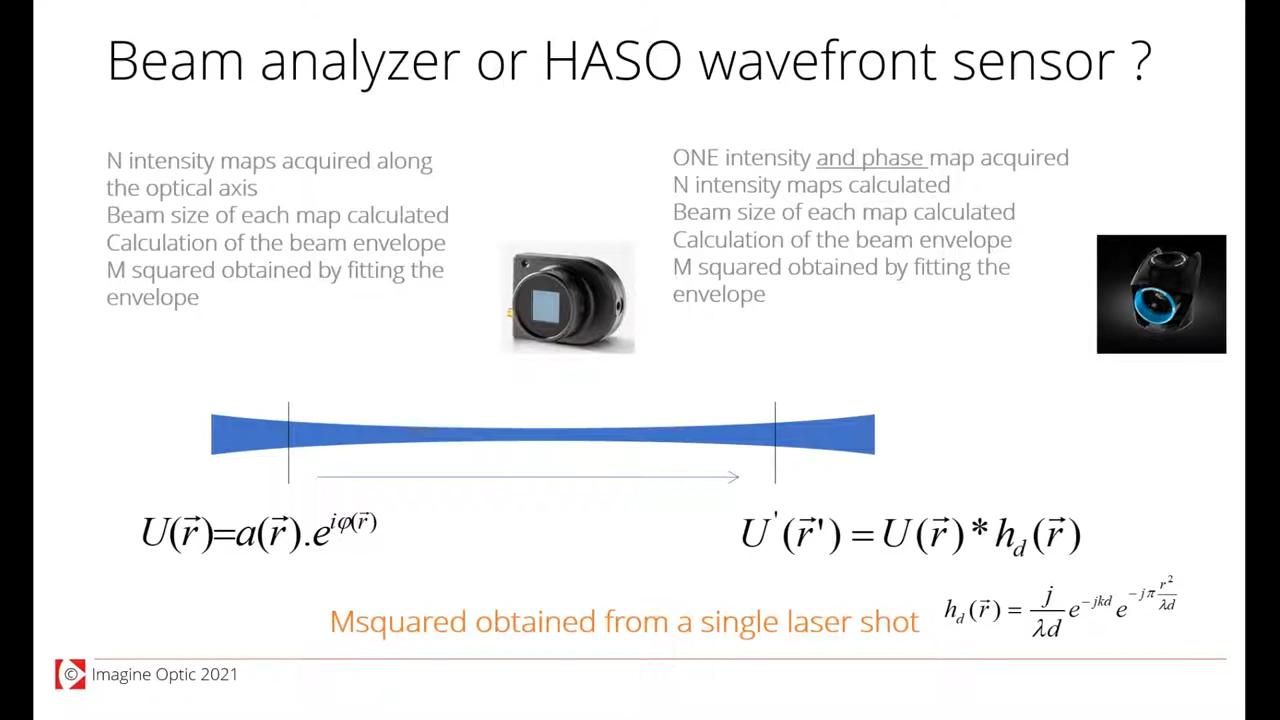 Beam analyzer or HASO wavefront sensor ?
N intensity maps acquired along
the optical axis
Beam size of each map calculated
Calculation of the beam envelope
M squared obtained by fitting the
envelope
ONE intensity and phase map acquired
N intensity maps calculated
Beam size of each map calculated
Calculation of the beam envelope
M squared obtained by fitting the
envelope
U(r⃗)=a(r⃗).e^{iφ(r⃗)}
U'(r⃗') = U(r⃗) * h_d(r⃗)
h_d(r⃗) = \frac{j}{λd} e^{-jkd} e^{-jπ\frac{r^2}{λd}}
Msquared obtained from a single laser shot
© Imagine Optic 2021